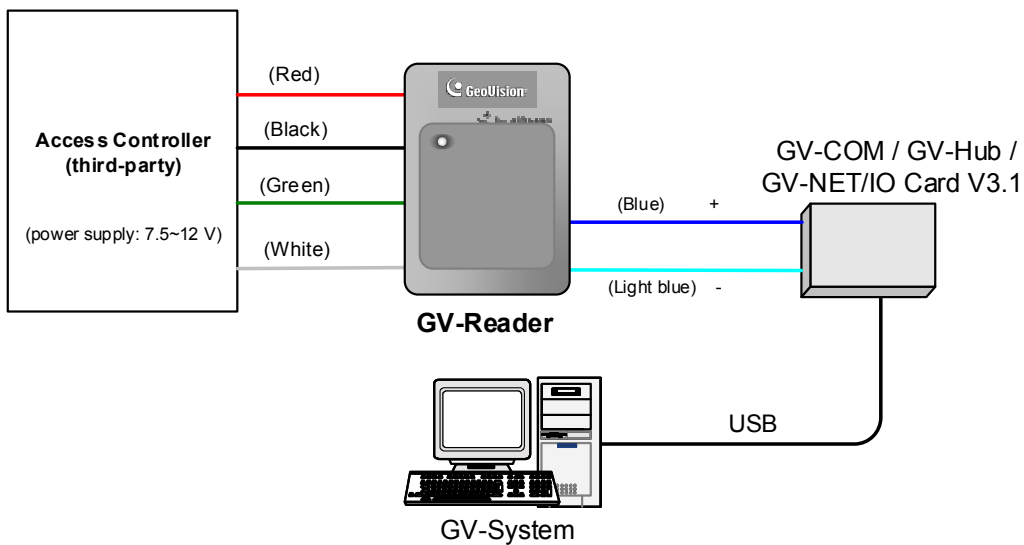 Access Controller
(third-party)
(power supply: 7.5~12 V)
(Red)
(Black)
(Green)
(White)
GeoVision
GV-Reader
(Blue) +
(Light blue) -
GV-COM / GV-Hub /
GV-NET/IO Card V3.1
USB
GV-System